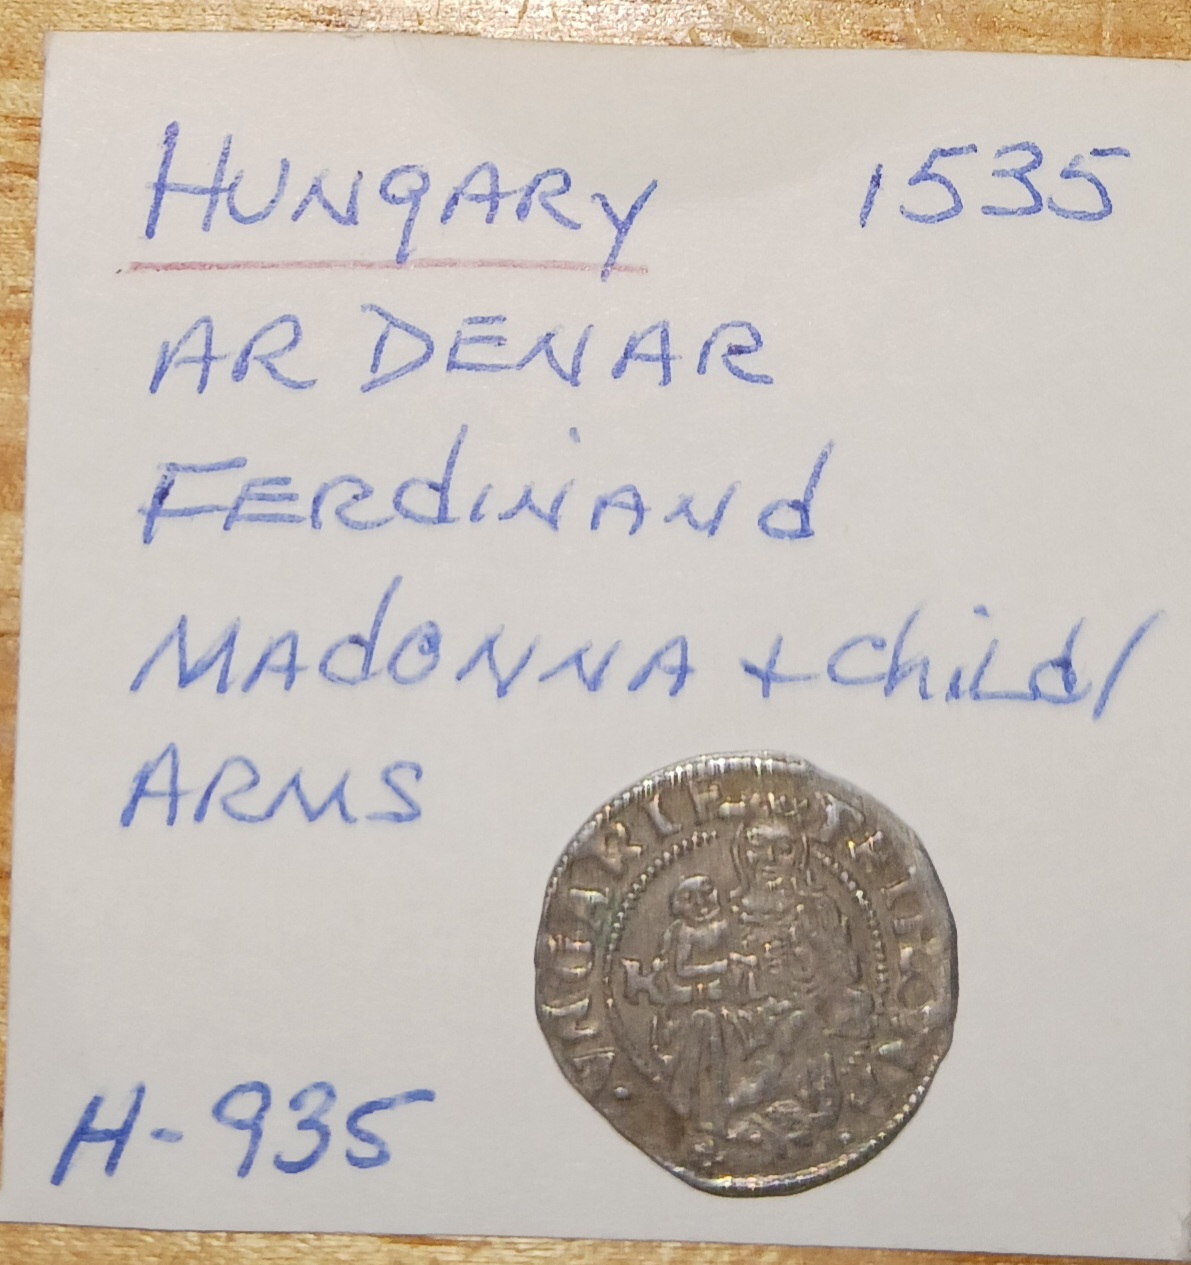 HUNGARY 1535
AR DENAR
FERDINAND
MADONNA + CHILD/
ARMS
H-935